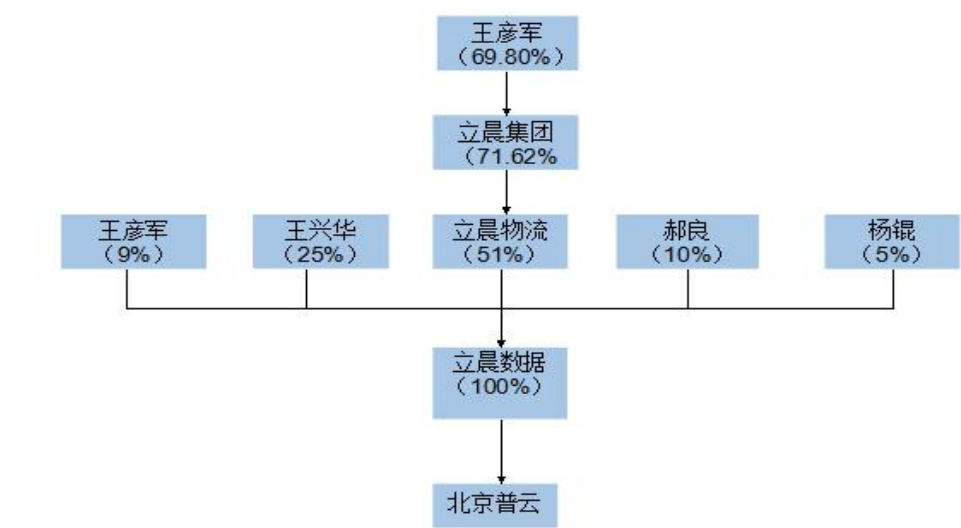 王彦军
（69.80%）
立晨集团
（71.62%
王彦军
（9%）
王兴华
（25%）
立晨物流
（51%）
郝良
（10%）
杨锟
（5%）
立晨数据
（100%）
北京普云